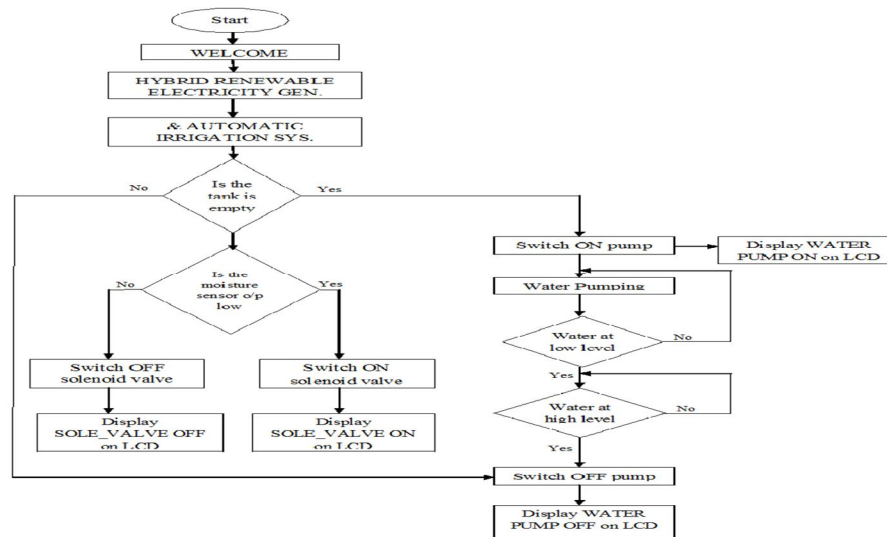 Start
WELCOME
HYBRID RENEWABLE
ELECTRICITY GEN.
& AUTOMATIC
IRRIGATION SYS.
No
Is the
tank is
empty
Yes
Switch ON pump
Display WATER
PUMP ON on LCD
No
Is the
moisture
sensor o/p
low
Yes
Water Pumping
Water at
low level
No
Yes
Switch OFF
solenoid valve
Switch ON
solenoid valve
Water at
high level
No
Yes
Display
SOLE_VALVE OFF
on LCD
Display
SOLE_VALVE ON
on LCD
Switch OFF pump
Display WATER
PUMP OFF on LCD